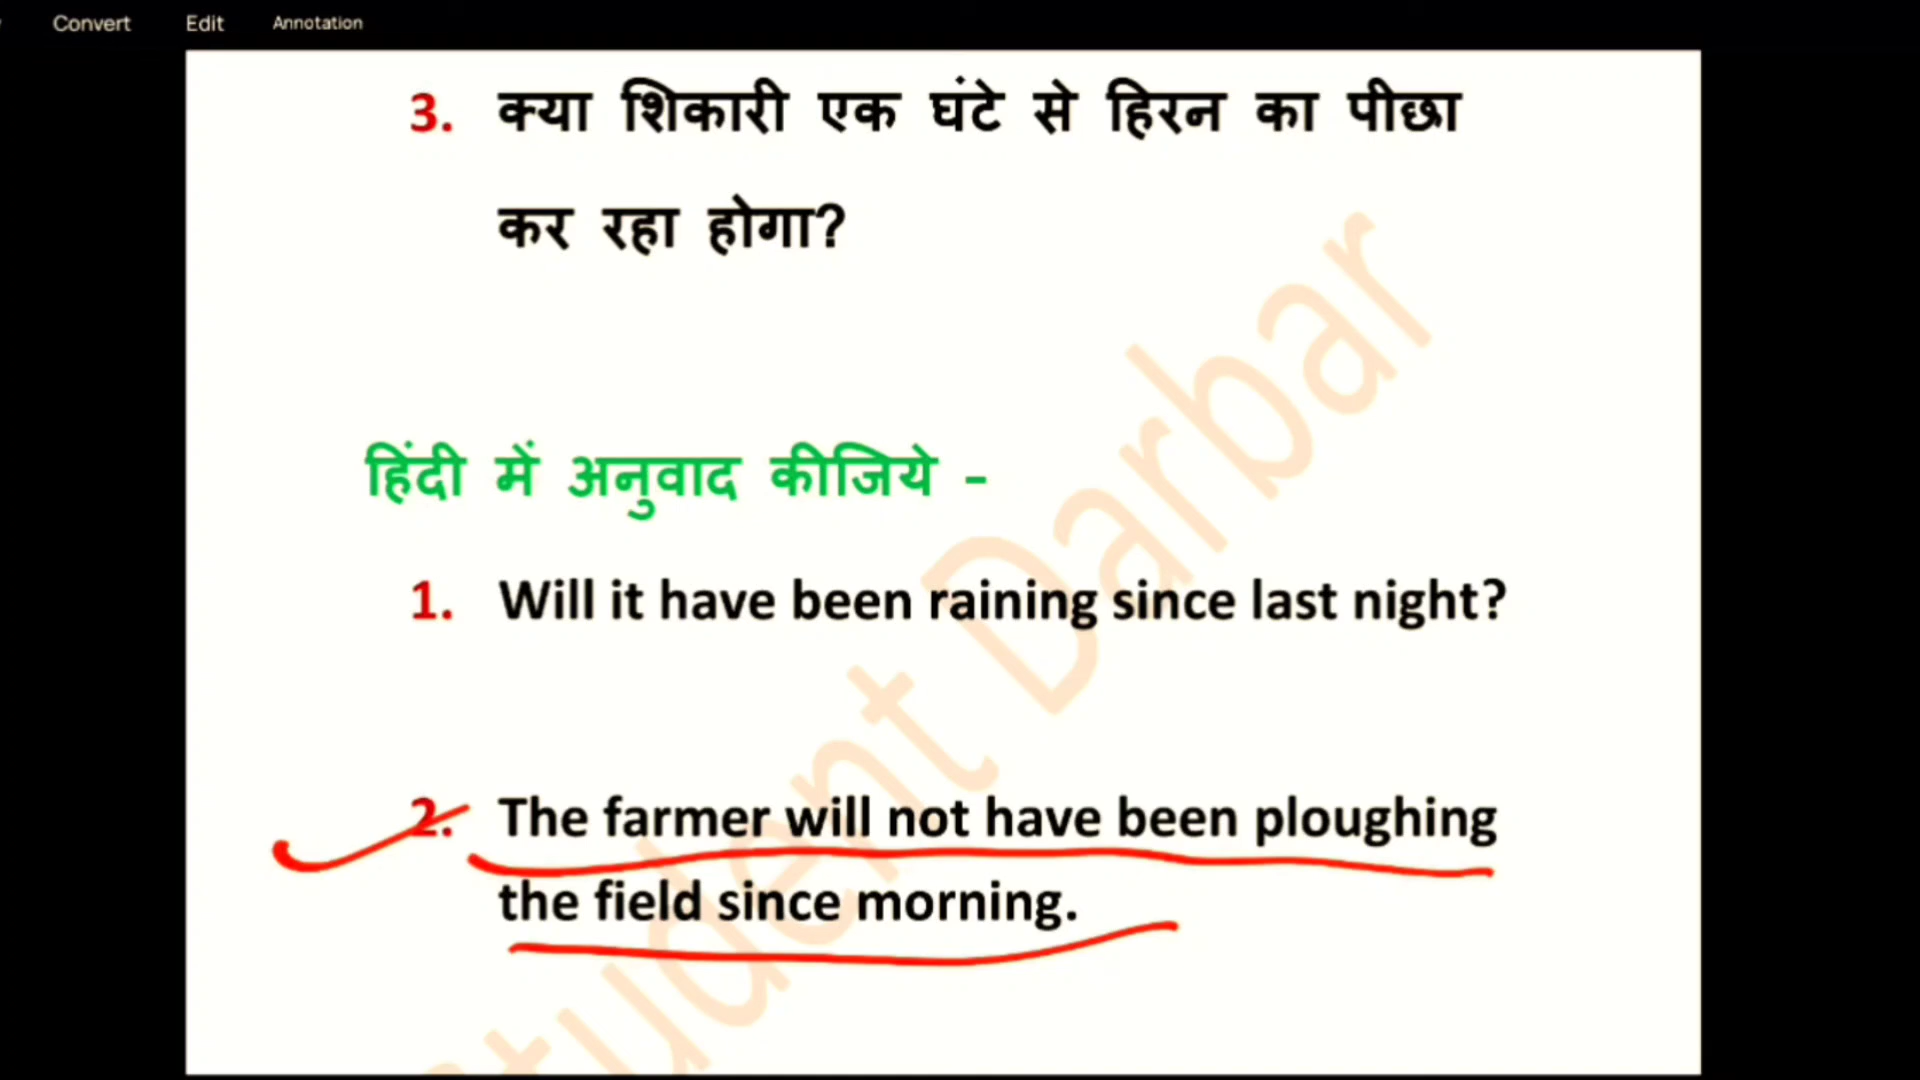 Convert Edit Annotation
3. क्या शिकारी एक घंटे से हिरन का पीछा
कर रहा होगा?
हिंदी में अनुवाद कीजिये -
1. Will it have been raining since last night?
2. The farmer will not have been ploughing
the field since morning.
Student Darbar